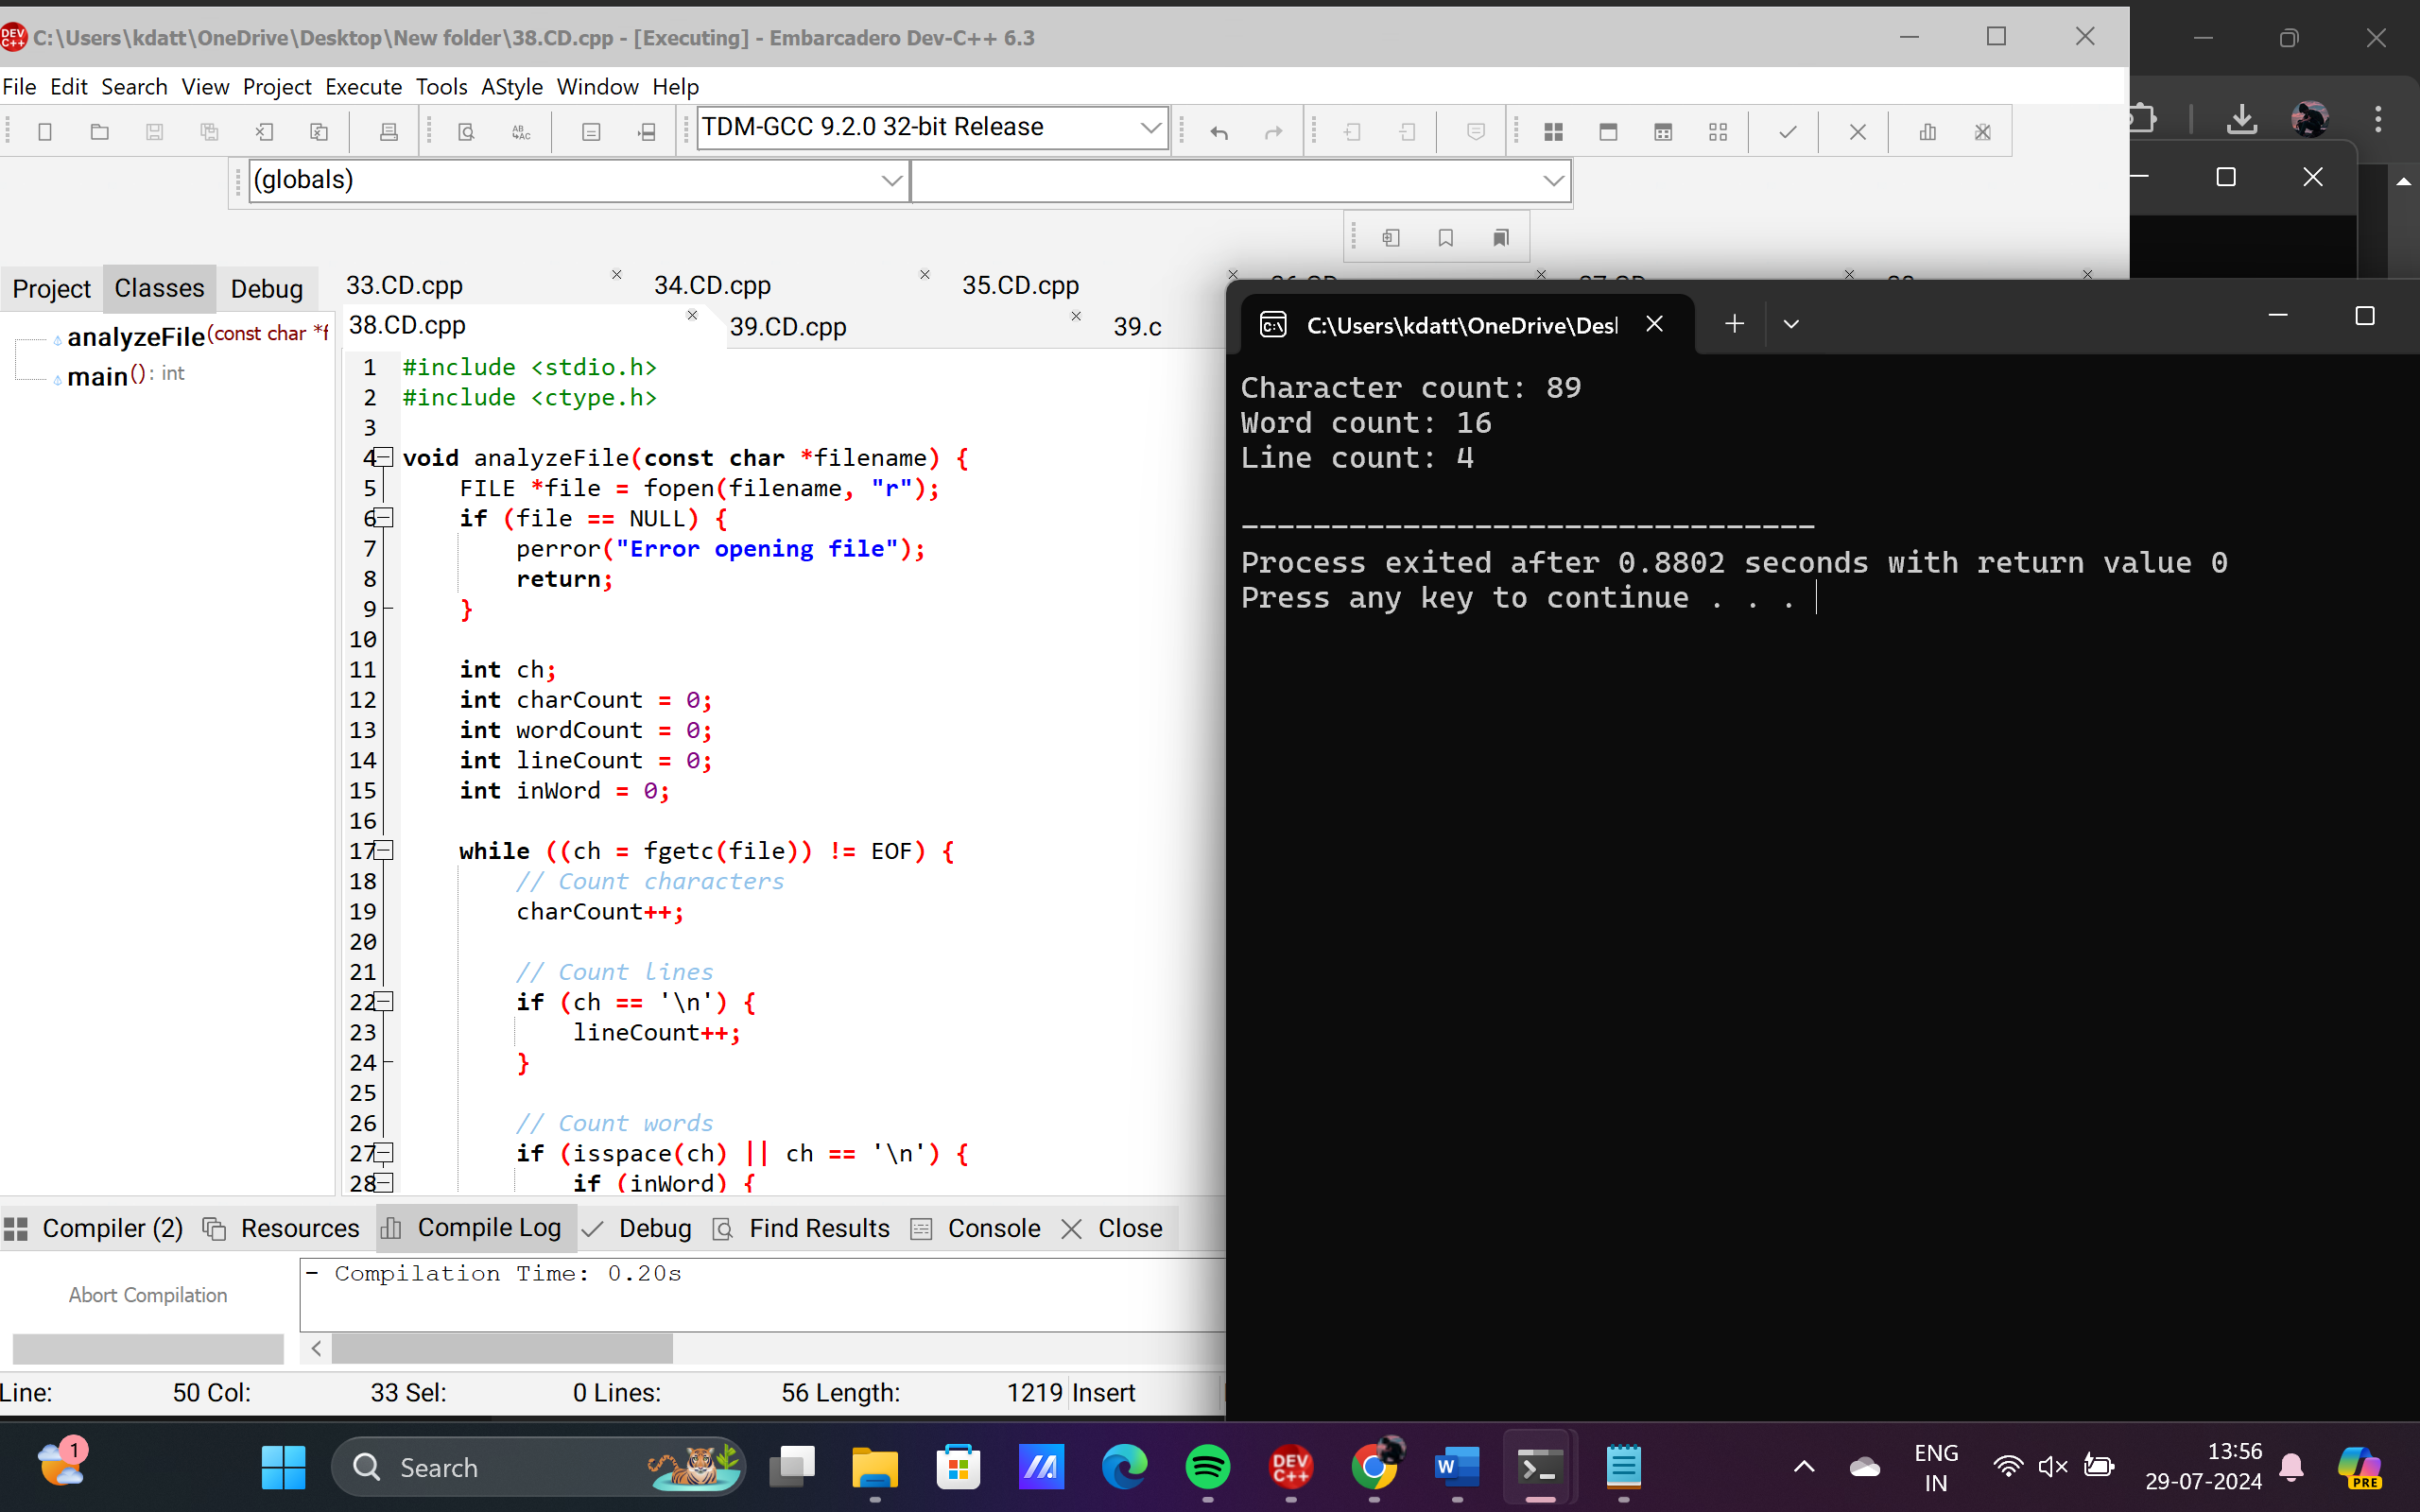 C:\Users\kdatt\OneDrive\Desktop\New folder\38.CD.cpp - [Executing] - Embarcadero Dev-C++ 6.3
File Edit Search View Project Execute Tools AStyle Window Help
TDM-GCC 9.2.0 32-bit Release
(globals)
Project Classes Debug
33.CD.cpp 34.CD.cpp 35.CD.cpp
38.CD.cpp 39.CD.cpp 39.c
analyzeFile(const char *f
main(): int
1 #include <stdio.h>
2 #include <ctype.h>
3
4 void analyzeFile(const char *filename) {
5 FILE *file = fopen(filename, "r");
6 if (file == NULL) {
7 perror("Error opening file");
8 return;
9 }
10
11 int ch;
12 int charCount = 0;
13 int wordCount = 0;
14 int lineCount = 0;
15 int inWord = 0;
16
17 while ((ch = fgetc(file)) != EOF) {
18 // Count characters
19 charCount++;
20
21 // Count lines
22 if (ch == '\n') {
23 lineCount++;
24 }
25
26 // Count words
27 if (isspace(ch) || ch == '\n') {
28 if (inWord) {
C:\Users\kdatt\OneDrive\Des
Character count: 89
Word count: 16
Line count: 4
--------------------------------
Process exited after 0.8802 seconds with return value 0
Press any key to continue . . .
Compiler (2) Resources Compile Log Debug Find Results Console Close
Abort Compilation
- Compilation Time: 0.20s
Line: 50 Col: 33 Sel: 0 Lines: 56 Length: 1219 Insert
1
Search
DEV C++
W
ENG
IN
13:56
29-07-2024
PRE